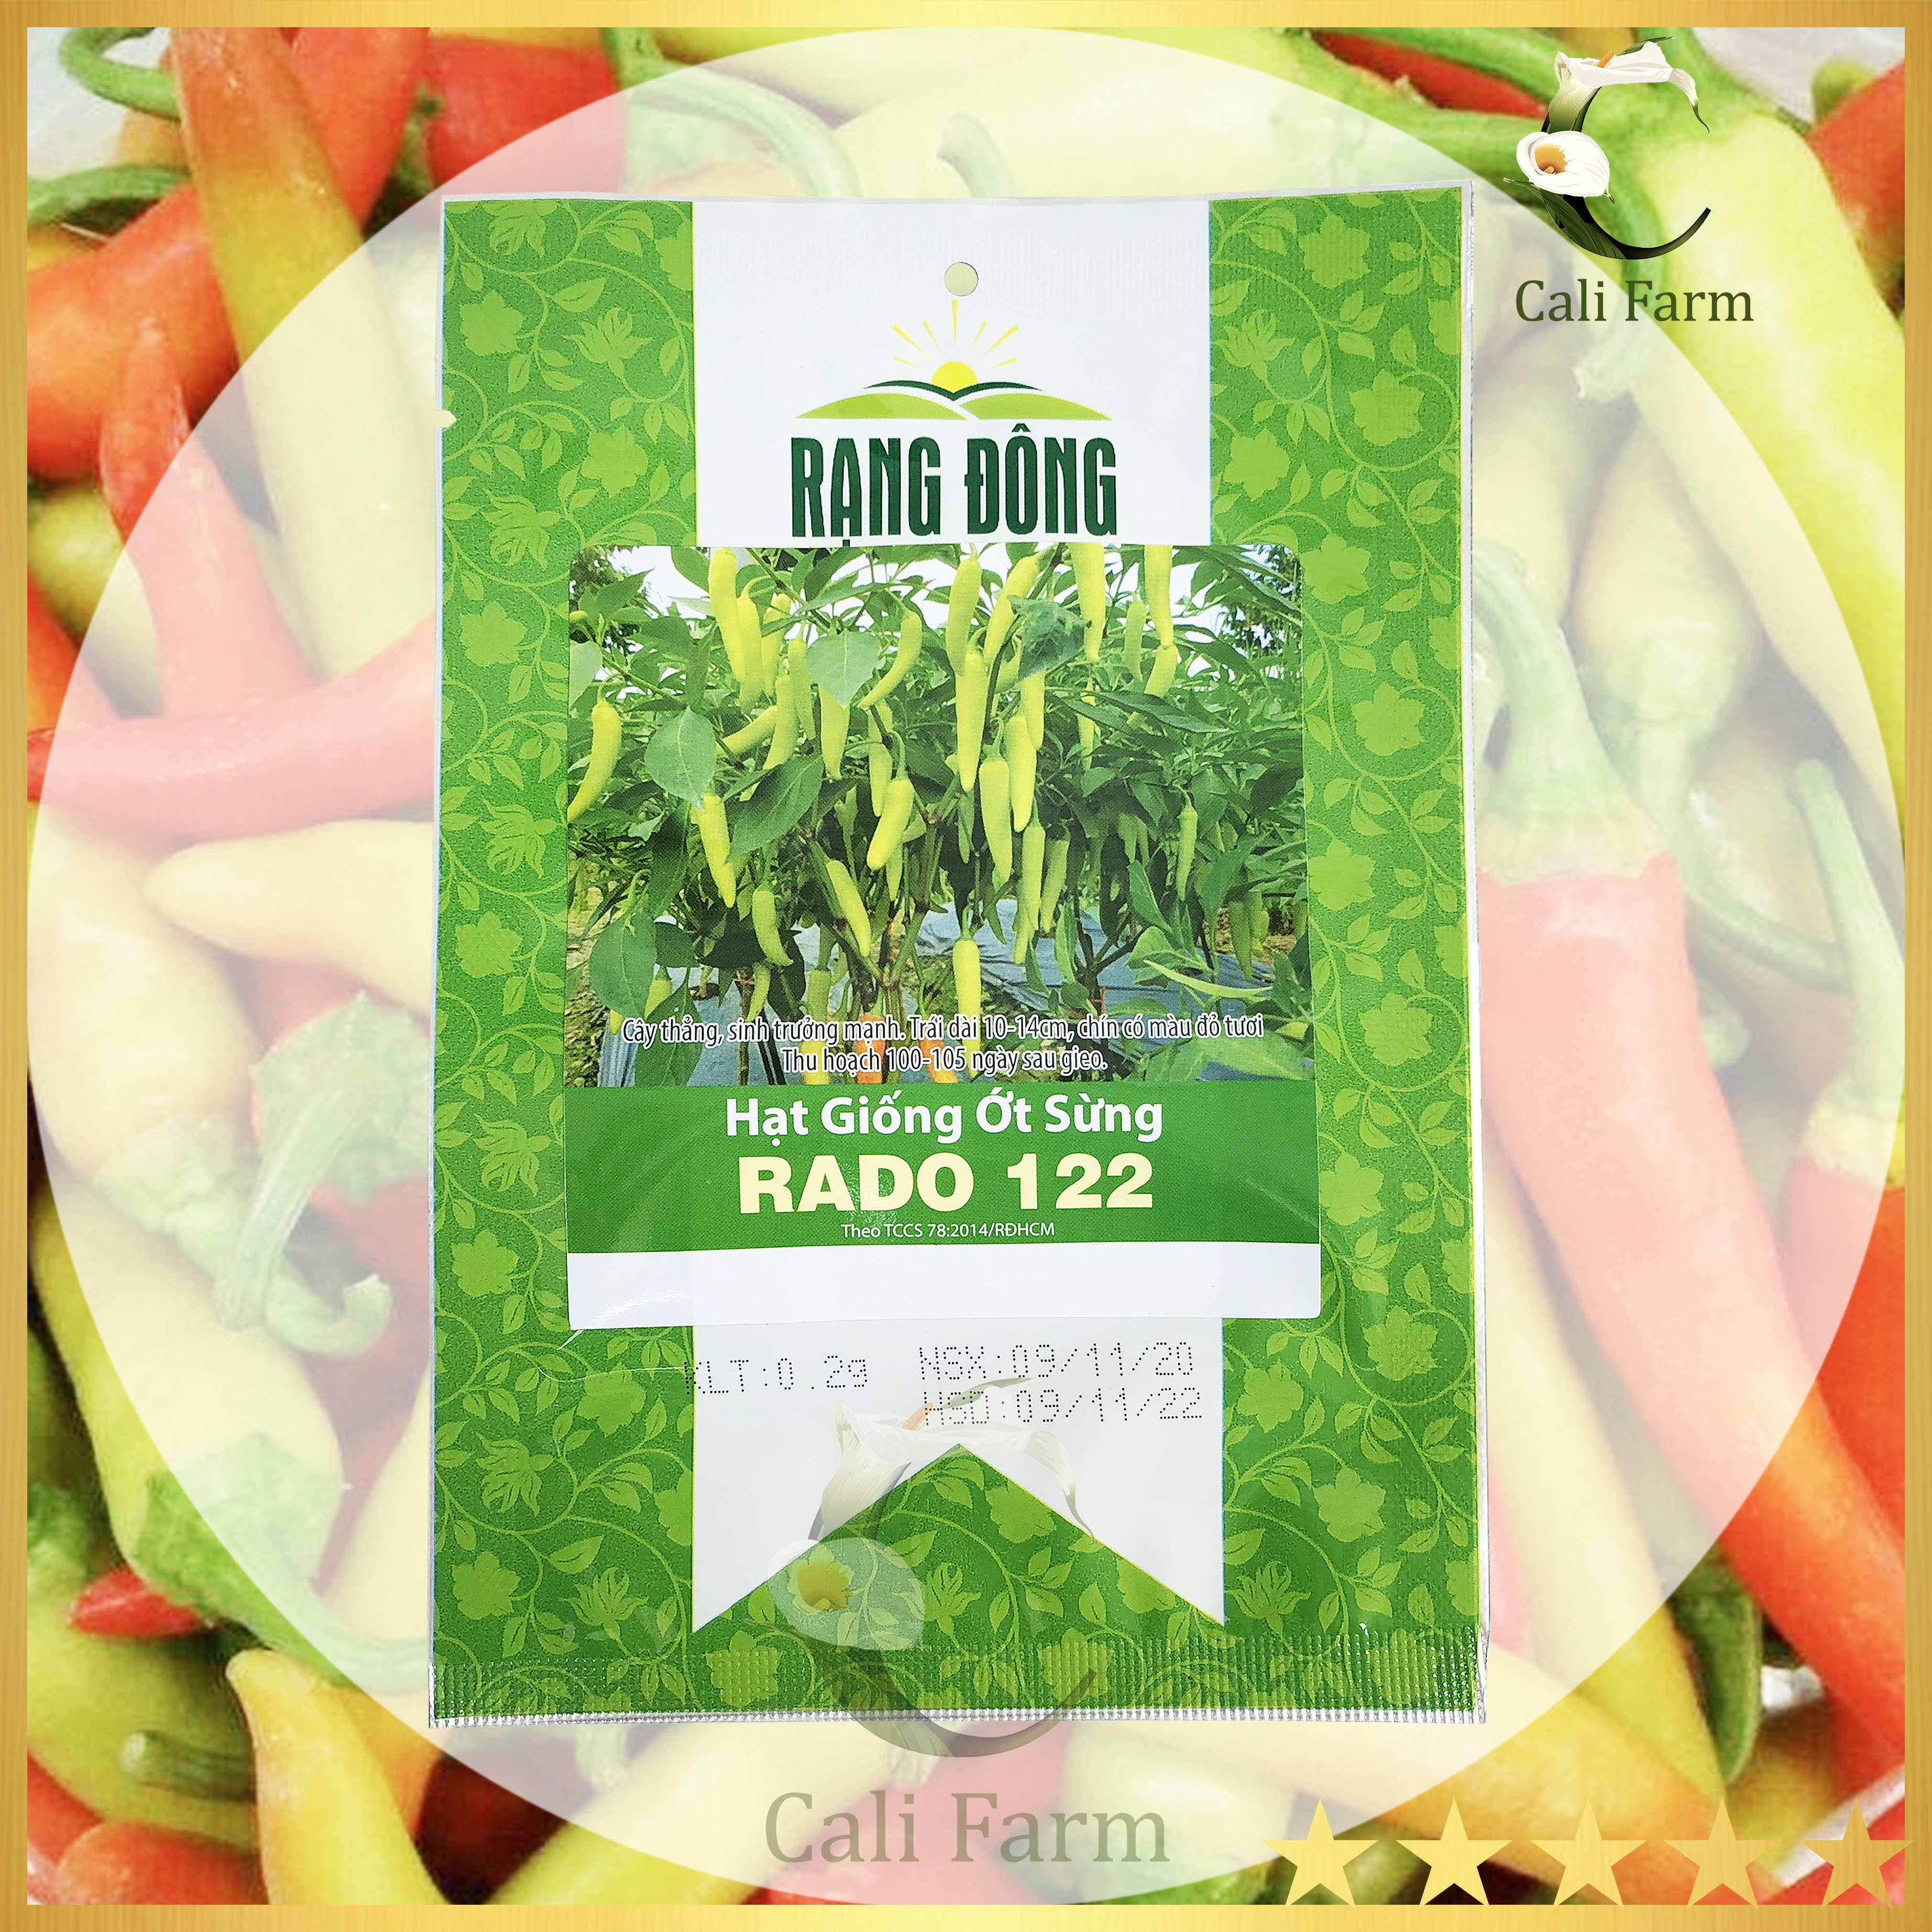 Cali Farm
RẠNG ĐÔNG
Cây thẳng, sinh trưởng mạnh. Trái dài 10-14cm, chín có màu đỏ tươi
Thu hoạch 100-105 ngày sau gieo.
Hạt Giống Ớt Sừng
RADO 122
Theo TCCS 78:2014/RĐHCM
KLT:0.2g NSX:09/11/20
HSD:09/11/22
Cali Farm